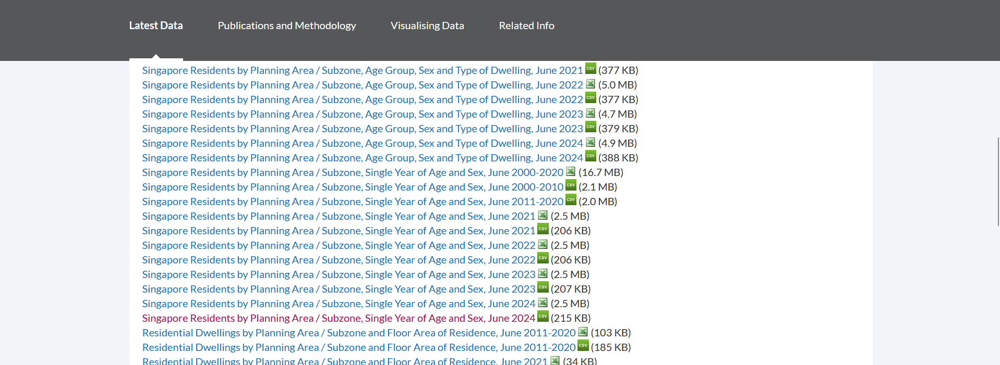 Latest Data Publications and Methodology Visualising Data Related Info
Singapore Residents by Planning Area / Subzone, Age Group, Sex and Type of Dwelling, June 2021 CSV (377 KB)
Singapore Residents by Planning Area / Subzone, Age Group, Sex and Type of Dwelling, June 2022 (5.0 MB)
Singapore Residents by Planning Area / Subzone, Age Group, Sex and Type of Dwelling, June 2022 CSV (377 KB)
Singapore Residents by Planning Area / Subzone, Age Group, Sex and Type of Dwelling, June 2023 (4.7 MB)
Singapore Residents by Planning Area / Subzone, Age Group, Sex and Type of Dwelling, June 2023 CSV (379 KB)
Singapore Residents by Planning Area / Subzone, Age Group, Sex and Type of Dwelling, June 2024 (4.9 MB)
Singapore Residents by Planning Area / Subzone, Age Group, Sex and Type of Dwelling, June 2024 CSV (388 KB)
Singapore Residents by Planning Area / Subzone, Single Year of Age and Sex, June 2000-2020 (16.7 MB)
Singapore Residents by Planning Area / Subzone, Single Year of Age and Sex, June 2000-2010 CSV (2.1 MB)
Singapore Residents by Planning Area / Subzone, Single Year of Age and Sex, June 2011-2020 CSV (2.0 MB)
Singapore Residents by Planning Area / Subzone, Single Year of Age and Sex, June 2021 (2.5 MB)
Singapore Residents by Planning Area / Subzone, Single Year of Age and Sex, June 2021 CSV (206 KB)
Singapore Residents by Planning Area / Subzone, Single Year of Age and Sex, June 2022 (2.5 MB)
Singapore Residents by Planning Area / Subzone, Single Year of Age and Sex, June 2022 CSV (206 KB)
Singapore Residents by Planning Area / Subzone, Single Year of Age and Sex, June 2023 (2.5 MB)
Singapore Residents by Planning Area / Subzone, Single Year of Age and Sex, June 2023 CSV (207 KB)
Singapore Residents by Planning Area / Subzone, Single Year of Age and Sex, June 2024 (2.5 MB)
Singapore Residents by Planning Area / Subzone, Single Year of Age and Sex, June 2024 CSV (215 KB)
Residential Dwellings by Planning Area / Subzone and Floor Area of Residence, June 2011-2020 (103 KB)
Residential Dwellings by Planning Area / Subzone and Floor Area of Residence, June 2011-2020 CSV (185 KB)
Residential Dwellings by Planning Area / Subzone and Floor Area of Residence, June 2021 (34 KB)